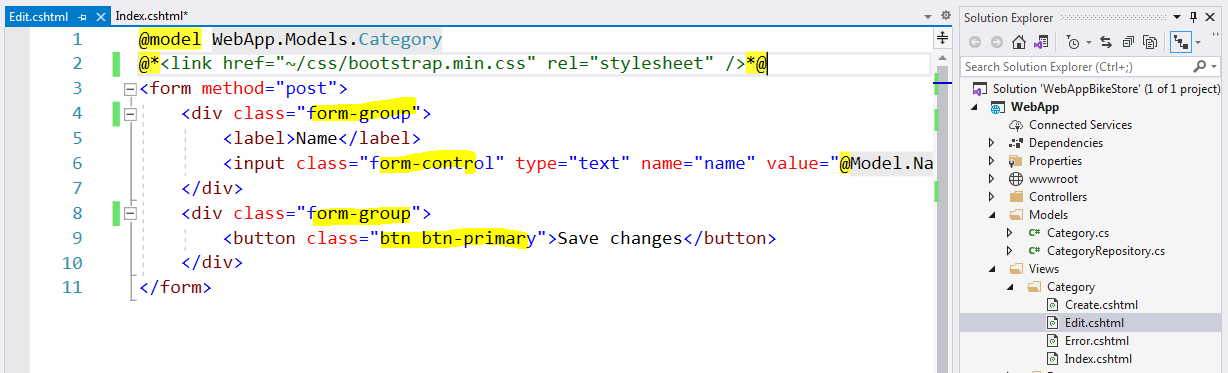 Edit.cshtml
Index.cshtml*
1 @model WebApp.Models.Category
2 @*<link href="~/css/bootstrap.min.css" rel="stylesheet" />*@
3 <form method="post">
4 <div class="form-group">
5 <label>Name</label>
6 <input class="form-control" type="text" name="name" value="@Model.Na
7 </div>
8 <div class="form-group">
9 <button class="btn btn-primary">Save changes</button>
10 </div>
11 </form>
Solution Explorer
Search Solution Explorer (Ctrl+;)
Solution 'WebAppBikeStore' (1 of 1 project)
WebApp
Connected Services
Dependencies
Properties
wwwroot
Controllers
Models
C# Category.cs
C# CategoryRepository.cs
Views
Category
Create.cshtml
Edit.cshtml
Error.cshtml
Index.cshtml